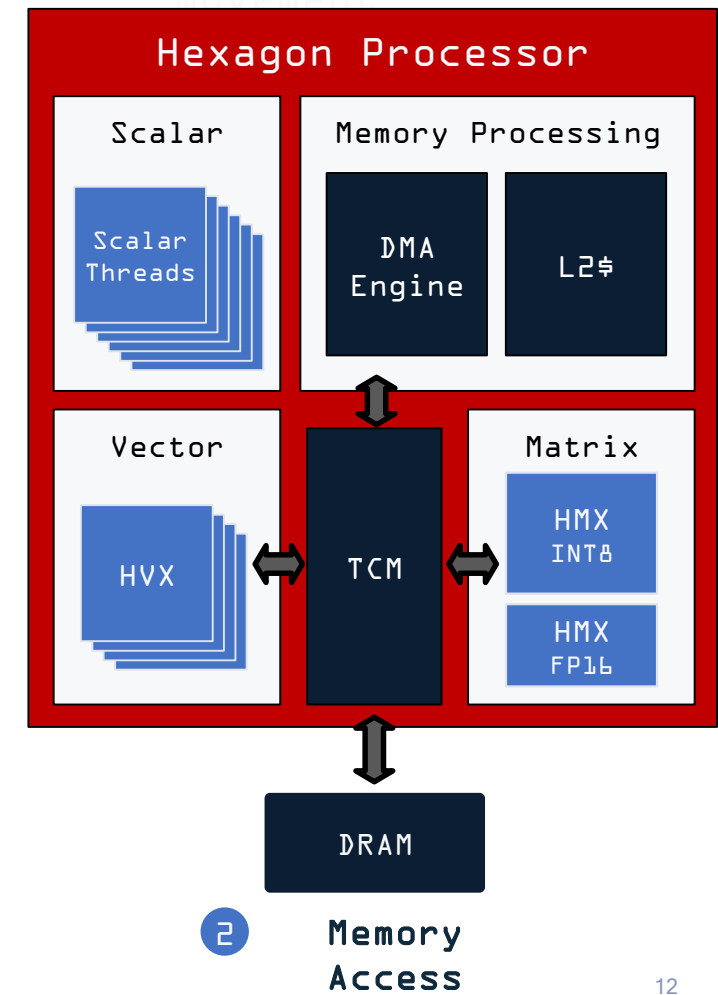 Hexagon Processor
Scalar
Scalar
Threads
Memory Processing
DMA
Engine
L2$
Vector
HVX
TCM
Matrix
HMX
INT8
HMX
FP16
DRAM
2
Memory
Access
12